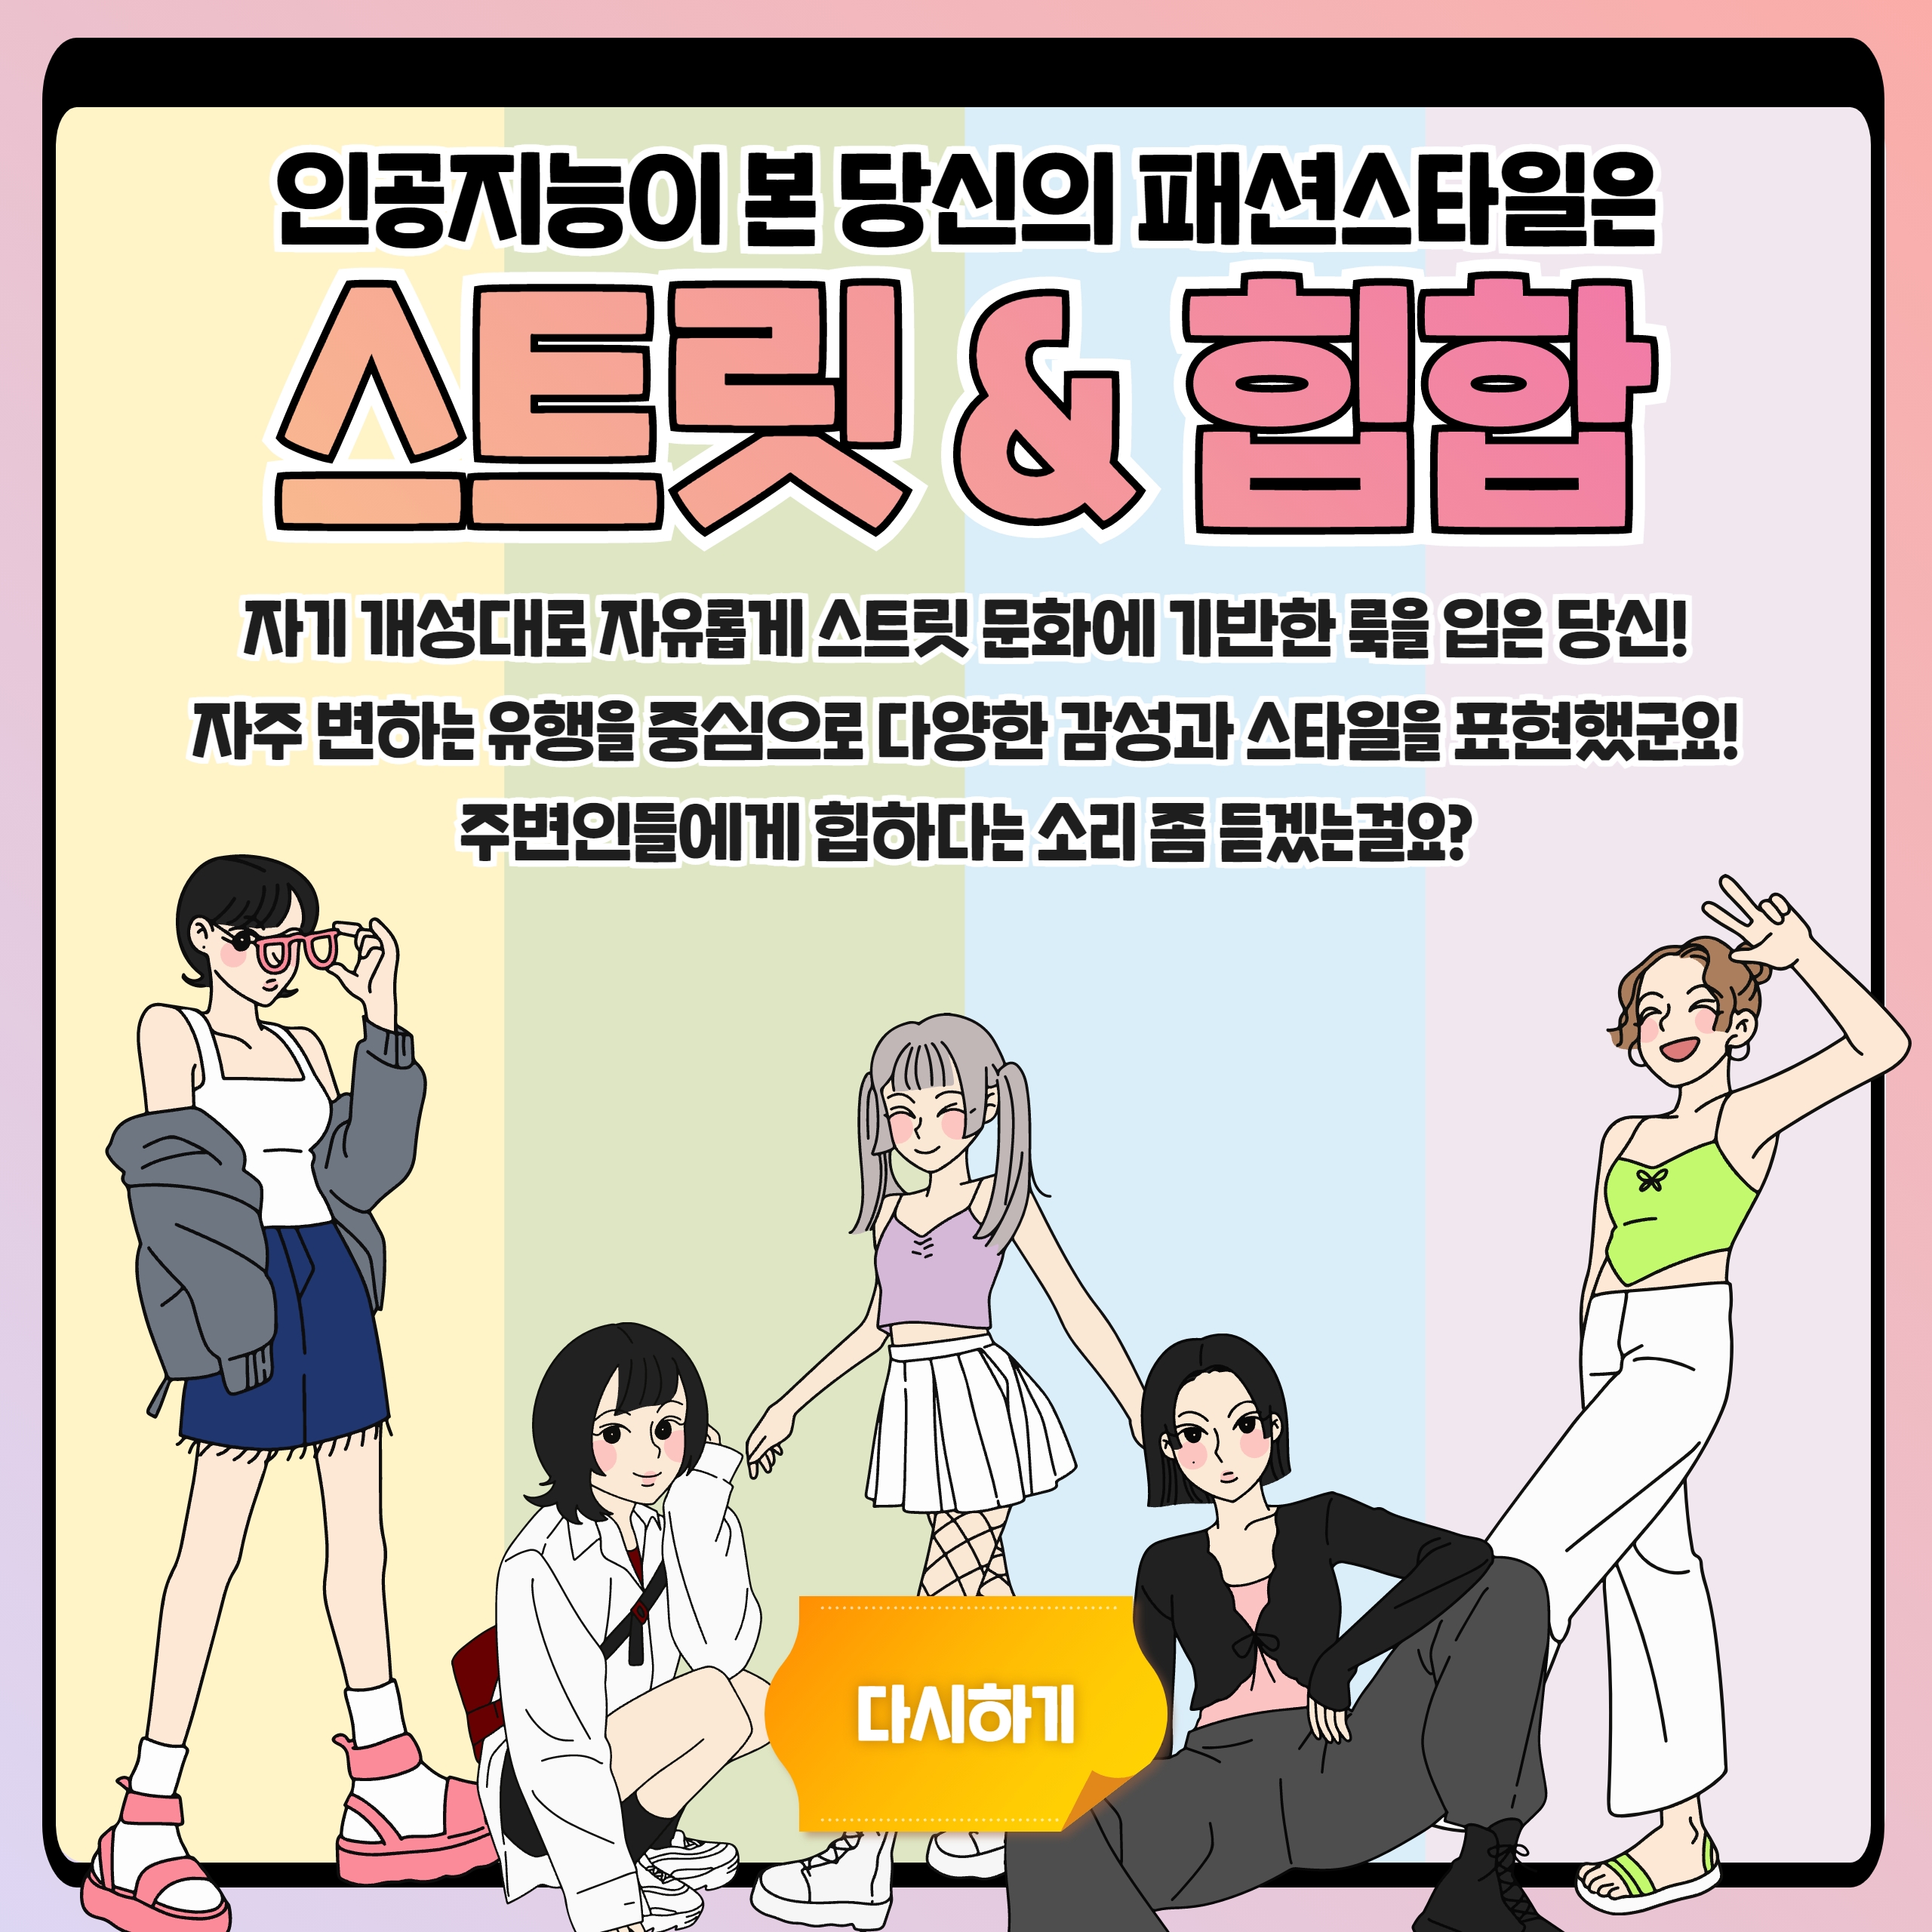 인공지능이 본 당신의 패션스타일은
스트릿 & 힙합
자기 개성대로 자유롭게 스트릿 문화에 기반한 룩을 입은 당신!
자주 변하는 유행을 중심으로 다양한 감성과 스타일을 표현했군요!
주변인들에게 힙하다는 소리 좀 듣겠는걸요?
다시하기